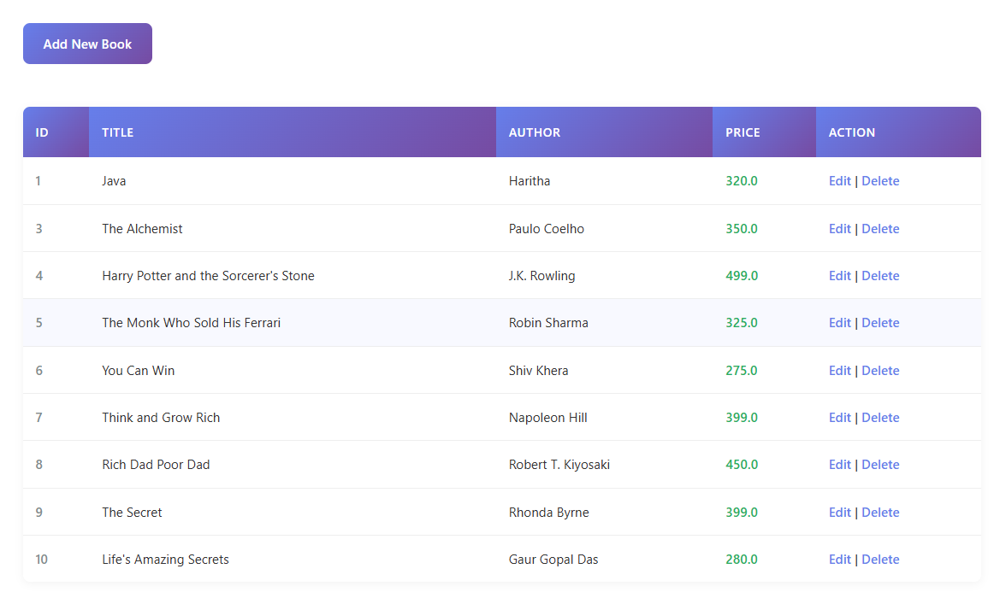 Add New Book
ID TITLE AUTHOR PRICE ACTION
1 Java Haritha 320.0 Edit | Delete
3 The Alchemist Paulo Coelho 350.0 Edit | Delete
4 Harry Potter and the Sorcerer's Stone J.K. Rowling 499.0 Edit | Delete
5 The Monk Who Sold His Ferrari Robin Sharma 325.0 Edit | Delete
6 You Can Win Shiv Khera 275.0 Edit | Delete
7 Think and Grow Rich Napoleon Hill 399.0 Edit | Delete
8 Rich Dad Poor Dad Robert T. Kiyosaki 450.0 Edit | Delete
9 The Secret Rhonda Byrne 399.0 Edit | Delete
10 Life's Amazing Secrets Gaur Gopal Das 280.0 Edit | Delete